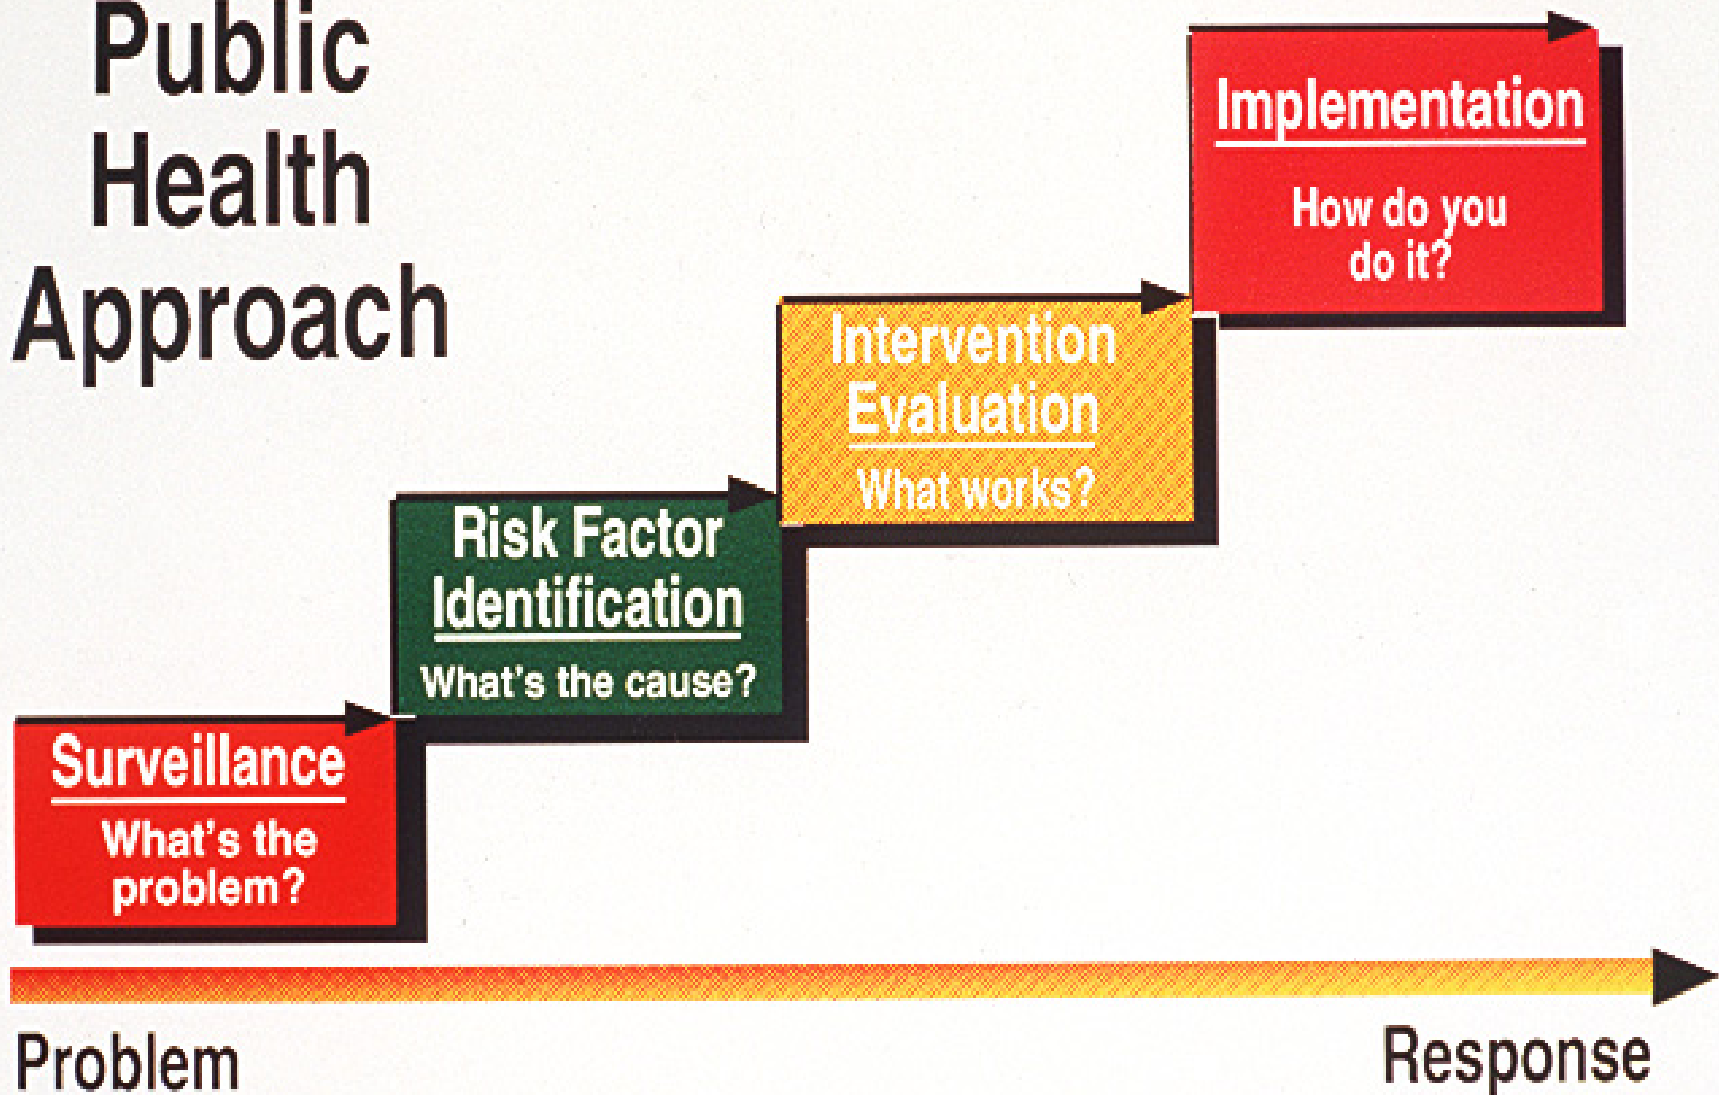 Public
Health
Approach
Implementation
How do you
do it?
Intervention
Evaluation
What works?
Risk Factor
Identification
What's the cause?
Surveillance
What's the
problem?
Problem
Response